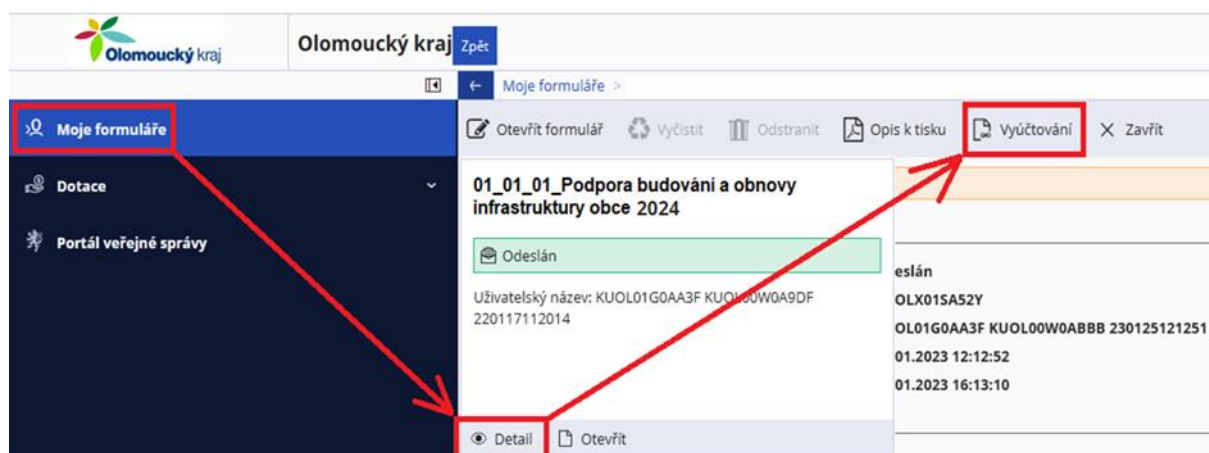 Olomoucký kraj
Olomoucký kraj
Zpět
Moje formuláře >
Moje formuláře
Dotace
Portál veřejné správy
Otevřít formulář
Vyčistit
Odstranit
Opis k tisku
Vyúčtování
Zavřít
01_01_01_Podpora budování a obnovy
infrastruktury obce 2024
Odeslán
Uživatelský název: KUOL01G0AA3F KUOL00W0A9DF
220117112014
Detail
Otevřít
eslán
OLX01SA52Y
OL01G0AA3F KUOL00W0ABBB 230125121251
01.2023 12:12:52
01.2023 16:13:10